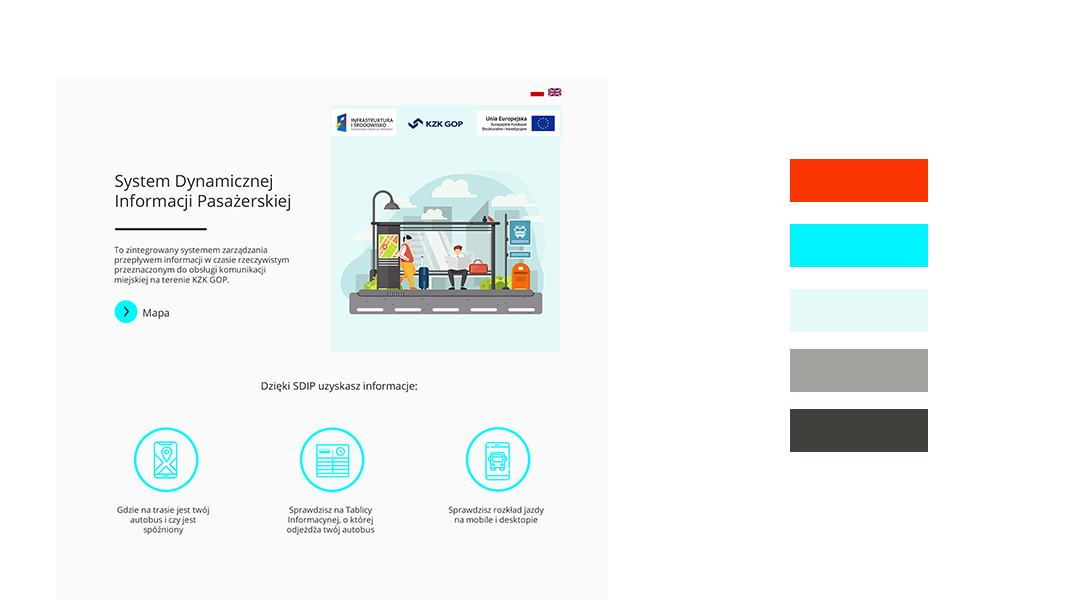 INFRASTRUKTURA
I ŚRODOWISKO
KZK GOP
Unia Europejska
Europejskie Fundusze
Strukturalne i Inwestycyjne
System Dynamicznej
Informacji Pasażerskiej
To zintegrowany systemem zarządzania
przepływem informacji w czasie rzeczywistym
przeznaczonym do obsługi komunikacji
miejskiej na terenie KZK GOP.
Mapa
Dzięki SDIP uzyskasz informacje:
Gdzie na trasie jest twój
autobus i czy jest
spóźniony
Sprawdzisz na Tablicy
Informacynej, o której
odjeżdża twój autobus
Sprawdzisz rozkład jazdy
na mobile i desktopie